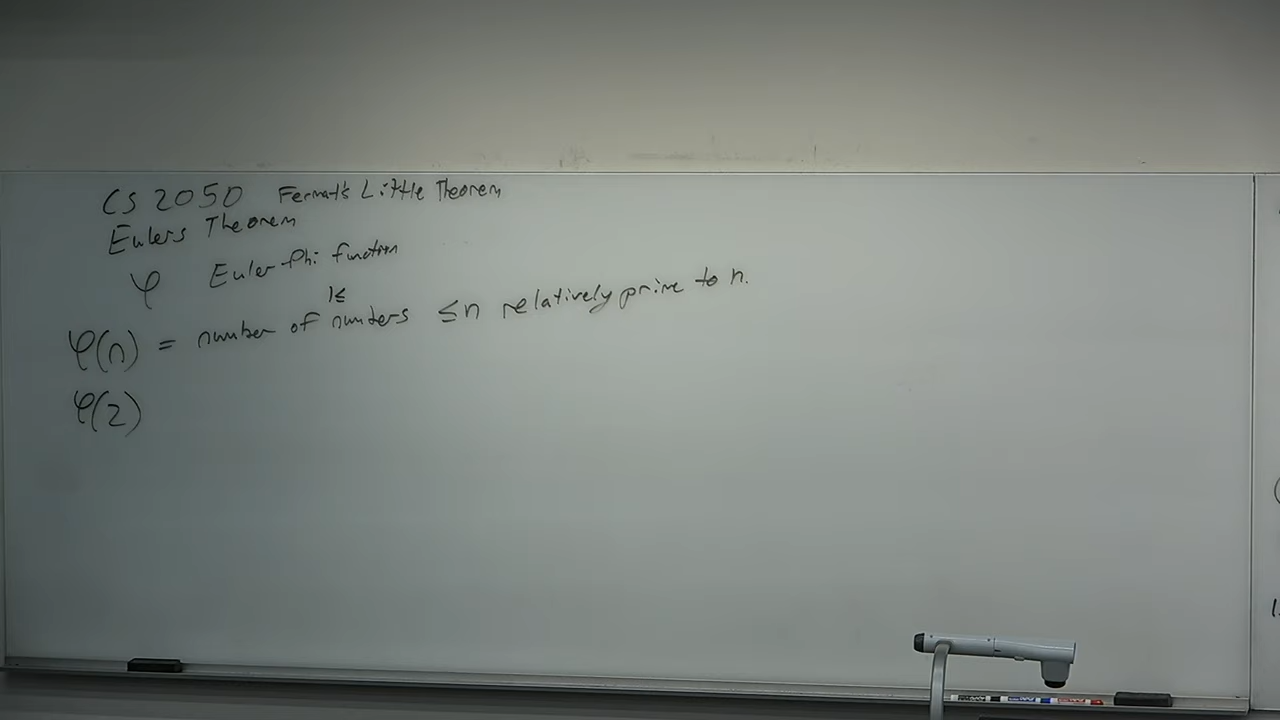 CS 2050 Fermat's Little Theorem
Eulers Theorem
φ Euler Phi function
1≤
φ(n) = number of numbers ≤n relatively prime to n.
φ(2)